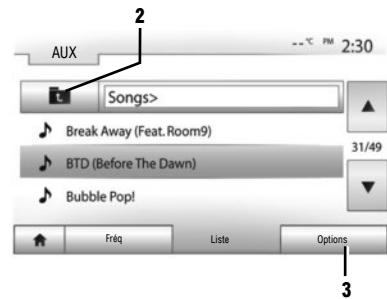 2
AUX
--°C PM 2:30
Songs>
Break Away (Feat. Room9)
31/49
BTD (Before The Dawn)
Bubble Pop!
Fréq Liste Options
3